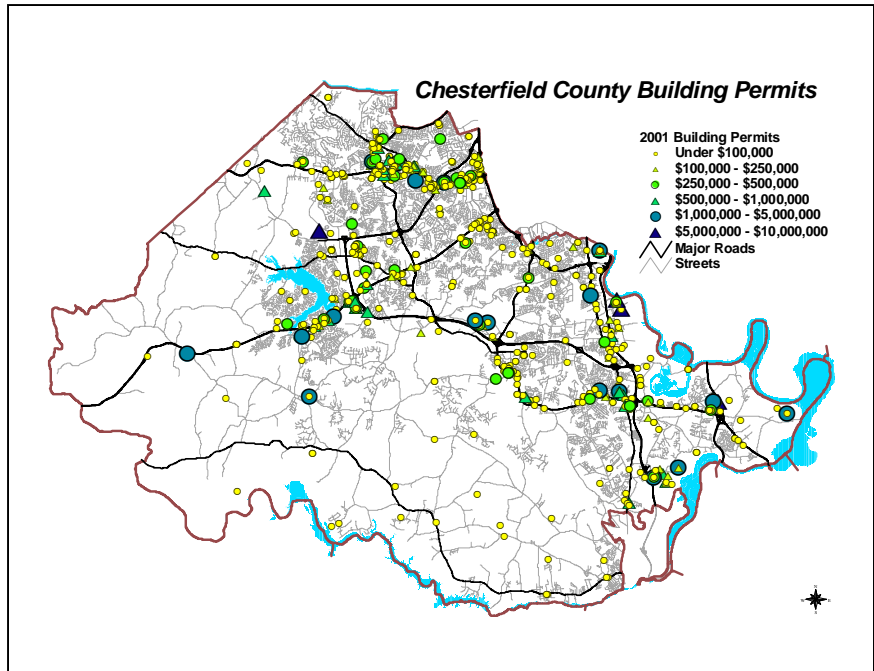 Chesterfield County Building Permits
2001 Building Permits
Under $100,000
$100,000 - $250,000
$250,000 - $500,000
$500,000 - $1,000,000
$1,000,000 - $5,000,000
$5,000,000 - $10,000,000
Major Roads
Streets